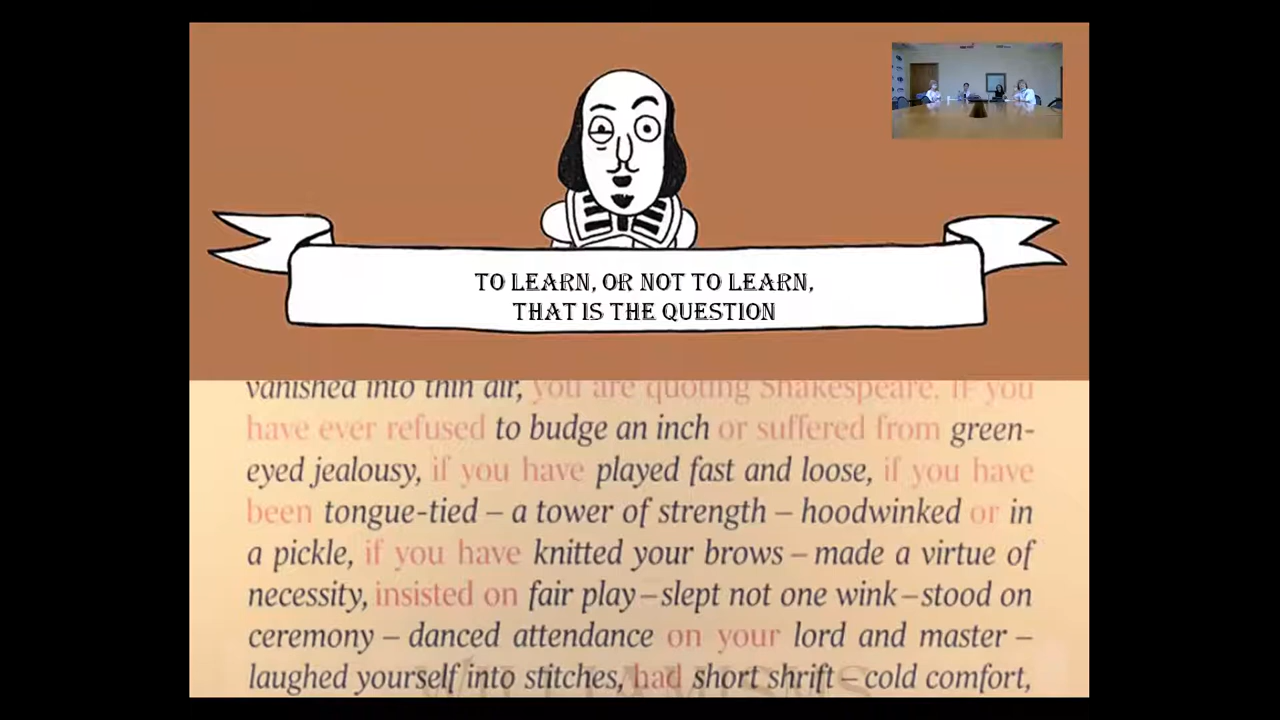 TO LEARN, OR NOT TO LEARN,
THAT IS THE QUESTION
vanished into thin air, you are quoting Shakespeare. If you
have ever refused to budge an inch or suffered from green-
eyed jealousy, if you have played fast and loose, if you have
been tongue-tied – a tower of strength – hoodwinked or in
a pickle, if you have knitted your brows – made a virtue of
necessity, insisted on fair play – slept not one wink – stood on
ceremony – danced attendance on your lord and master –
laughed yourself into stitches, had short shrift – cold comfort,